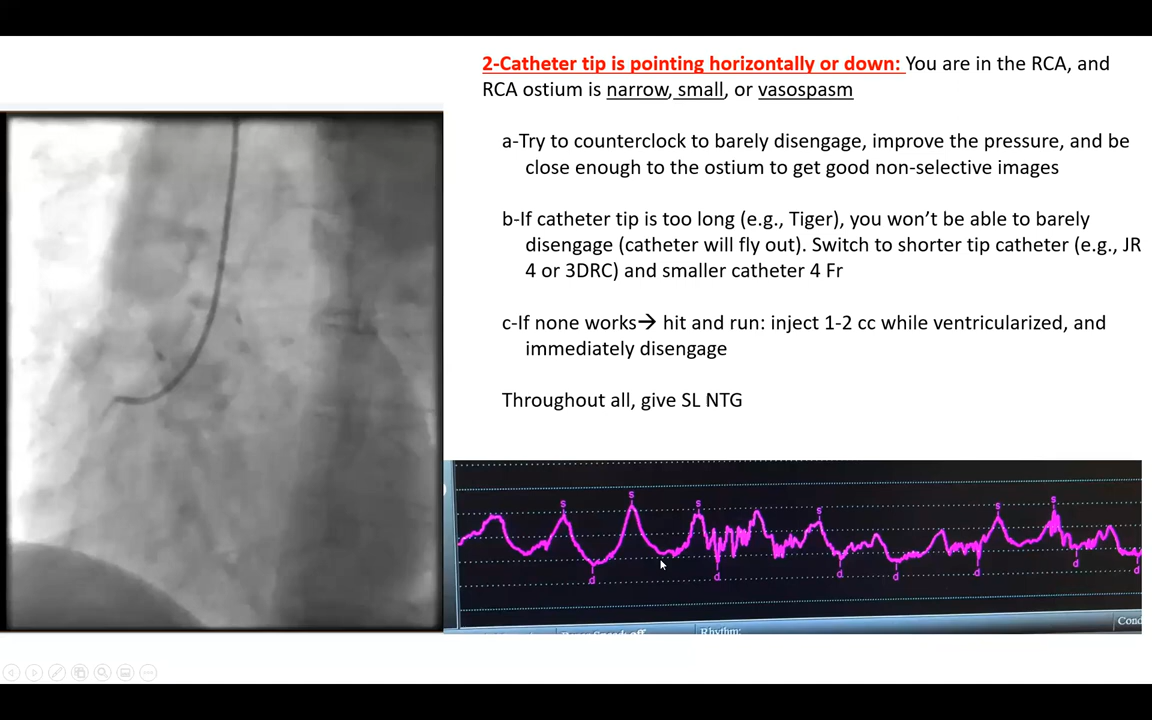 2-Catheter tip is pointing horizontally or down: You are in the RCA, and
RCA ostium is narrow, small, or vasospasm
a-Try to counterclock to barely disengage, improve the pressure, and be
close enough to the ostium to get good non-selective images
b-If catheter tip is too long (e.g., Tiger), you won’t be able to barely
disengage (catheter will fly out). Switch to shorter tip catheter (e.g., JR
4 or 3DRC) and smaller catheter 4 Fr
c-If none works→ hit and run: inject 1-2 cc while ventricularized, and
immediately disengage
Throughout all, give SL NTG
s s s s s s
d d d d d d d
Rhythm:
Cond